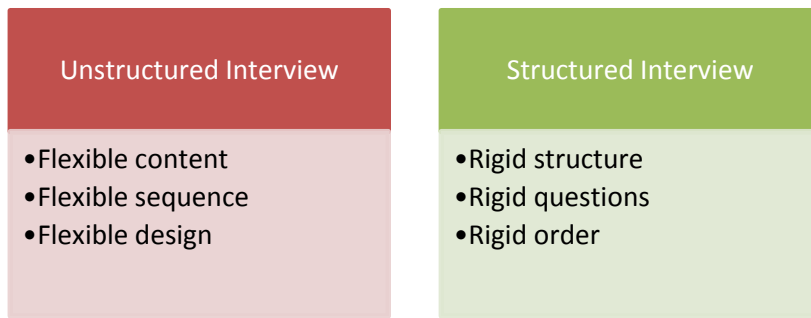 Unstructured Interview
•Flexible content
•Flexible sequence
•Flexible design
Structured Interview
•Rigid structure
•Rigid questions
•Rigid order